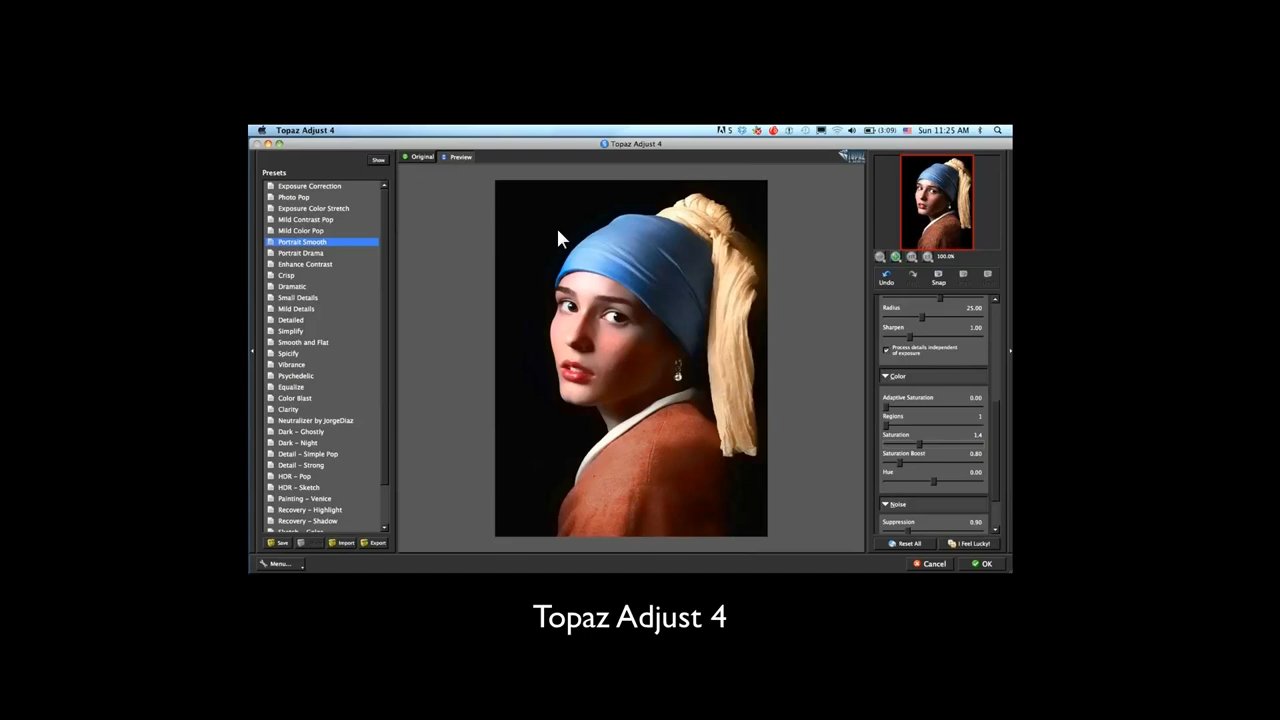 Topaz Adjust 4
5
(3:09)
Sun 11:25 AM
Topaz Adjust 4
Show
Original
Preview
TOPAZ
Presets
Exposure Correction
Photo Pop
Exposure Color Stretch
Mild Contrast Pop
Mild Color Pop
Portrait Smooth
Portrait Drama
Enhance Contrast
Crisp
Dramatic
Small Details
Mild Details
Detailed
Simplify
Smooth and Flat
Spicify
Vibrance
Psychedelic
Equalize
Color Blast
Clarity
Neutralizer by JorgeDiaz
Dark - Ghostly
Dark - Night
Detail - Simple Pop
Detail - Strong
HDR - Pop
HDR - Sketch
Painting - Venice
Recovery - Highlight
Recovery - Shadow
Save
Import
Export
Menu...
100.0%
Undo
Snap
Radius 25.00
Sharpen 1.00
Process details independent
of exposure
Color
Adaptive Saturation 0.00
Regions 1
Saturation 1.4
Saturation Boost 0.80
Hue 0.00
Noise
Suppression 0.90
Reset All
I Feel Lucky!
Cancel
OK
Topaz Adjust 4